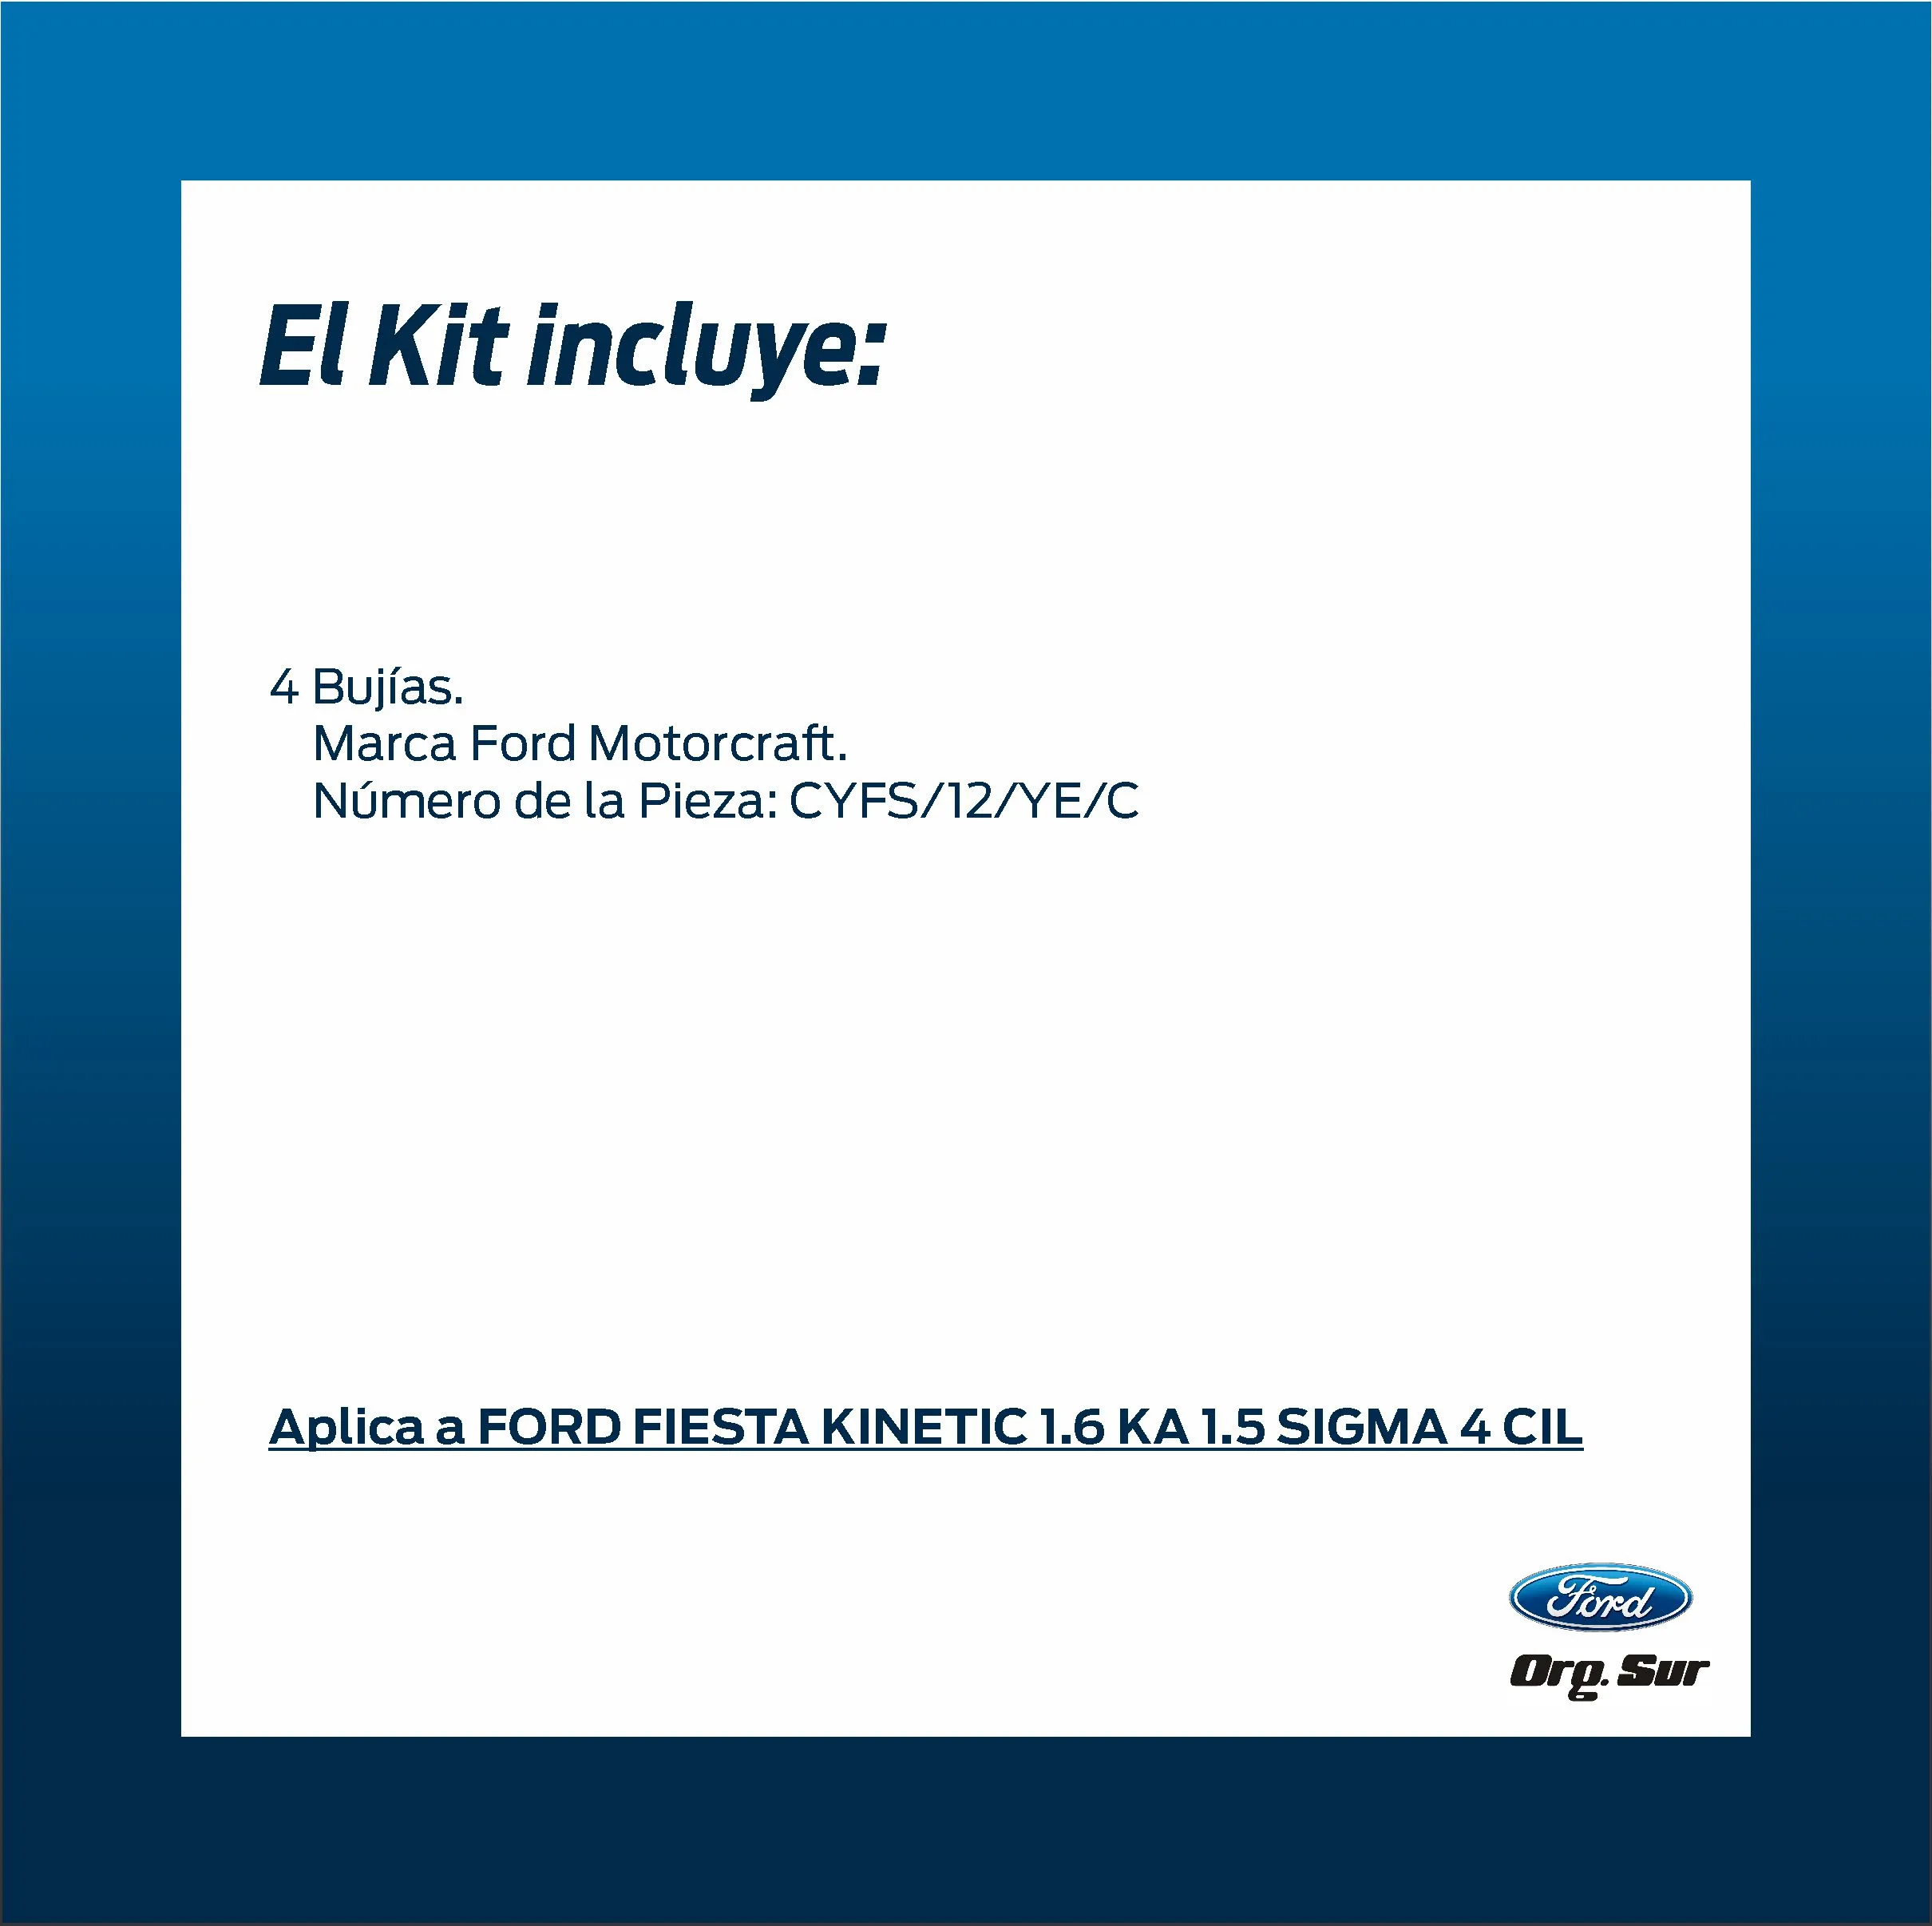 El Kit incluye:
4 Bujías.
Marca Ford Motorcraft.
Número de la Pieza: CYFS/12/YE/C
Aplica a FORD FIESTA KINETIC 1.6 KA 1.5 SIGMA 4 CIL
Ford
Org. Sur